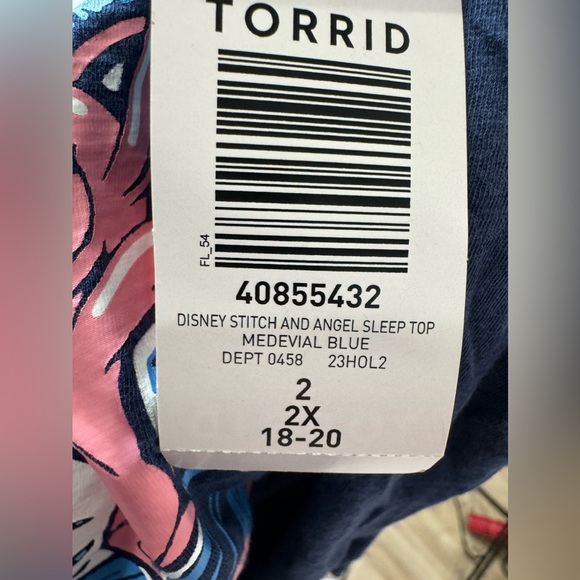 TORRID
FL_54
40855432
DISNEY STITCH AND ANGEL SLEEP TOP
MEDEVIAL BLUE
DEPT 0458 23HOL2
2
2X
18-20